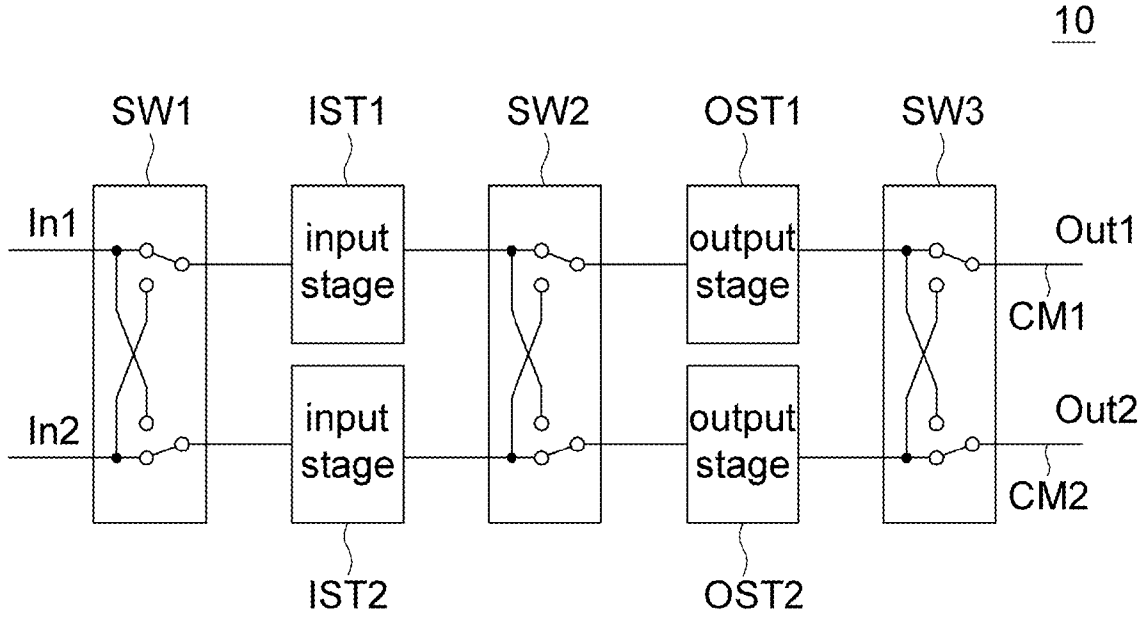 10
SW1
IST1
SW2
OST1
SW3
In1
input
stage
output
stage
Out1
CM1
In2
input
stage
output
stage
Out2
CM2
IST2
OST2